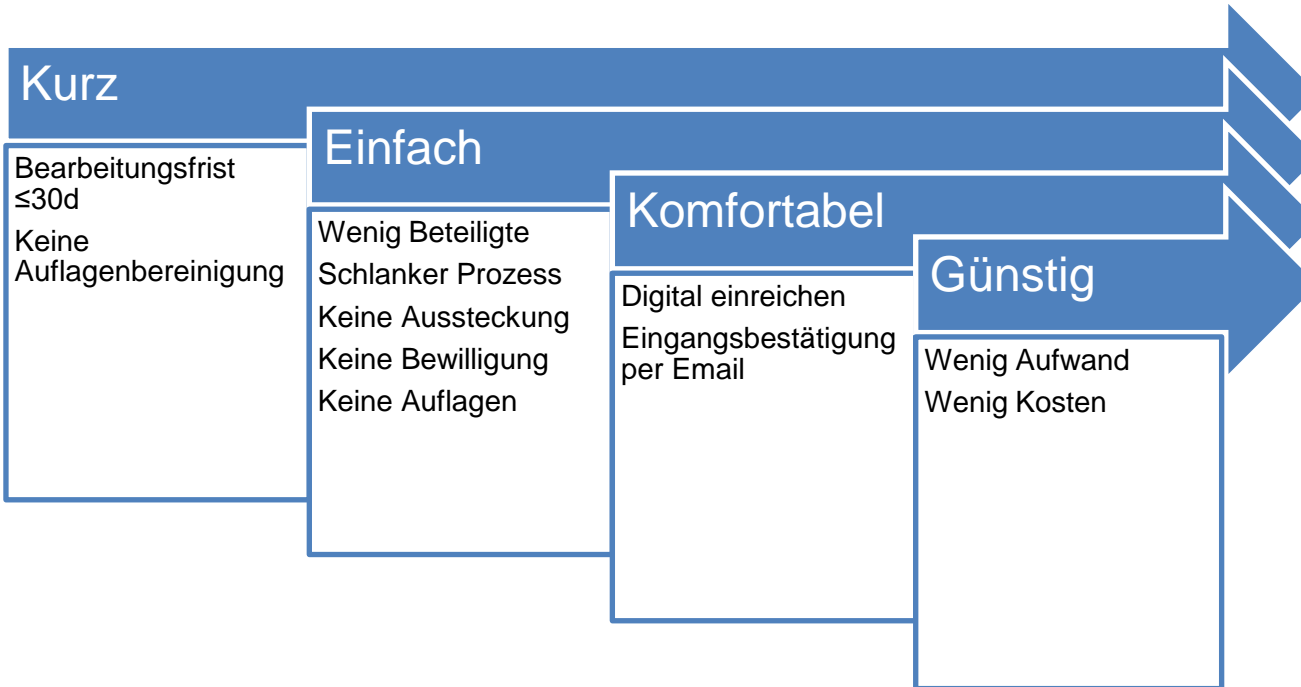 Kurz
Bearbeitungsfrist
≤30d
Keine
Auflagenbereinigung
Einfach
Wenig Beteiligte
Schlanker Prozess
Keine Aussteckung
Keine Bewilligung
Keine Auflagen
Komfortabel
Digital einreichen
Eingangsbestätigung
per Email
Günstig
Wenig Aufwand
Wenig Kosten